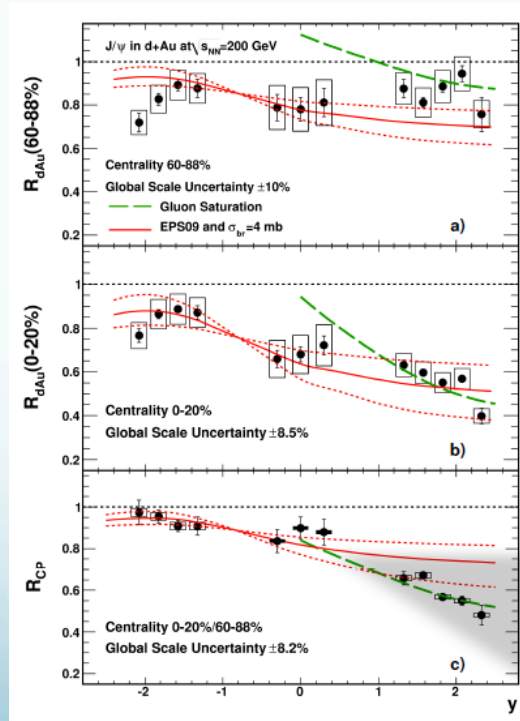 J/ψ in d+Au at √sNN=200 GeV
RdAu(60-88%)
1
0.8
0.6
0.4
0.2
Centrality 60-88%
Global Scale Uncertainty ±10%
Gluon Saturation
EPS09 and σbr=4 mb
a)
RdAu(0-20%)
1
0.8
0.6
0.4
0.2
Centrality 0-20%
Global Scale Uncertainty ±8.5%
b)
RCP
1
0.8
0.6
0.4
0.2
Centrality 0-20%/60-88%
Global Scale Uncertainty ±8.2%
c)
-2 -1 0 1 2 y